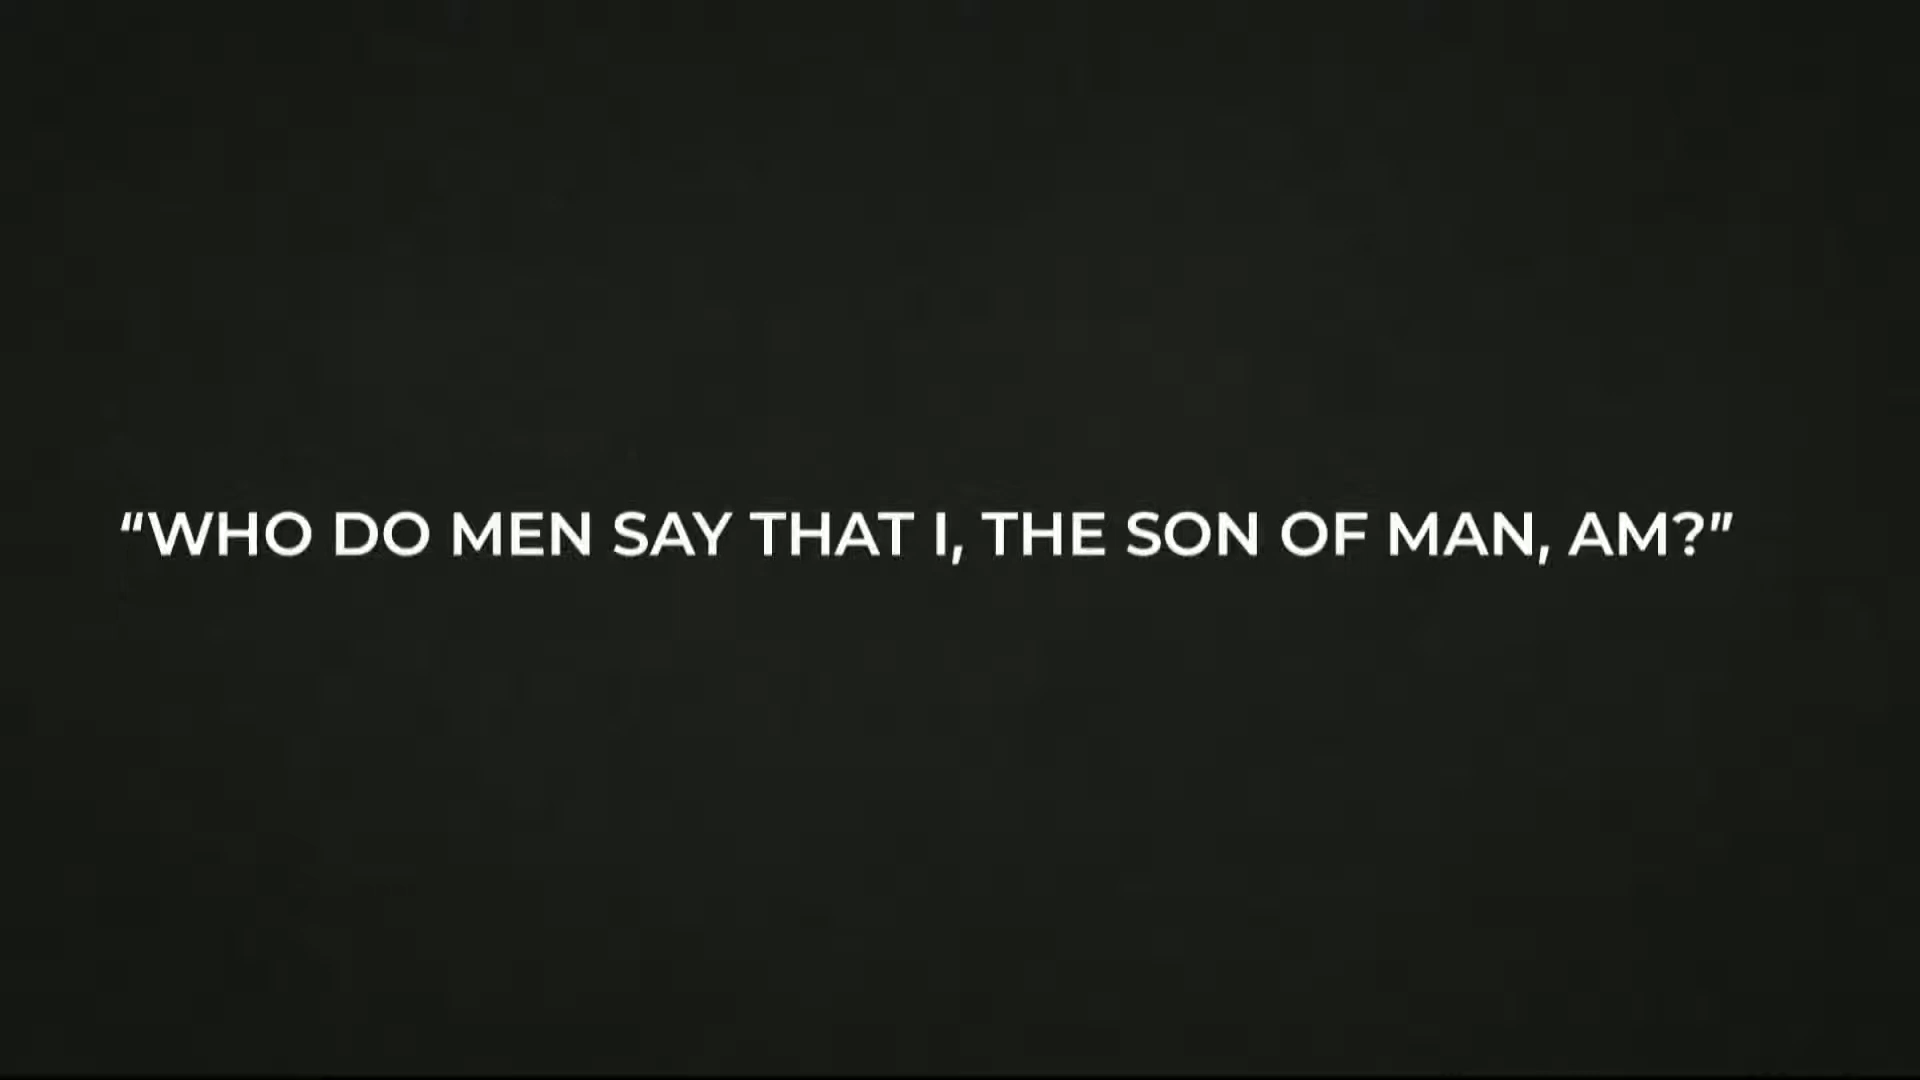 “WHO DO MEN SAY THAT I, THE SON OF MAN, AM?”